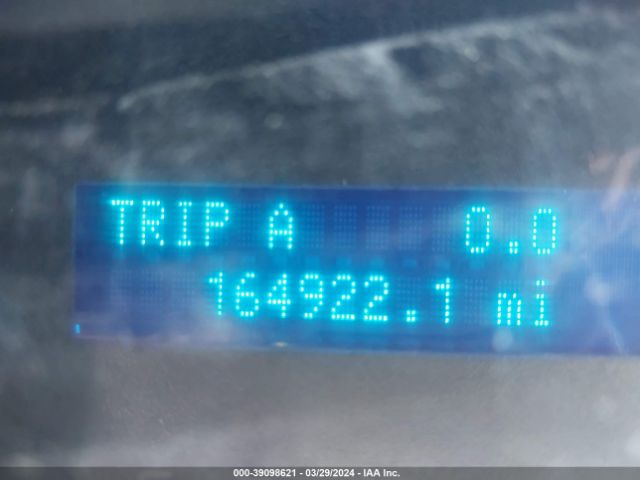 TRIP A 0.0
164922.1 mi
000-39098621 - 03/29/2024 - IAA Inc.